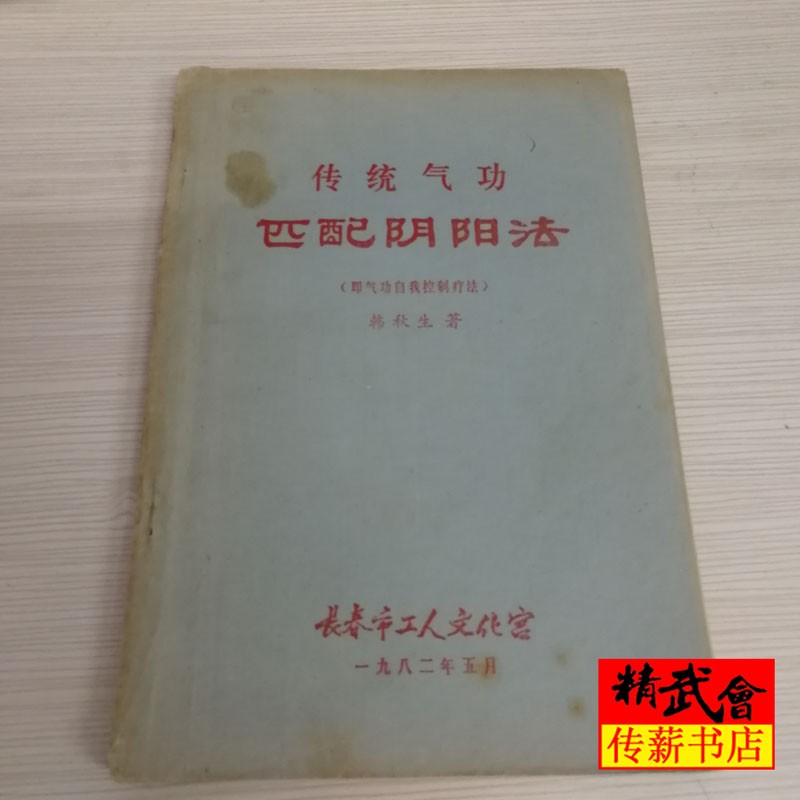 传统气功
匹配阴阳法
（即气功自我控制疗法）
韩秋生著
长春市工人文化宫
一九八二年五月
精武會
传薪书店